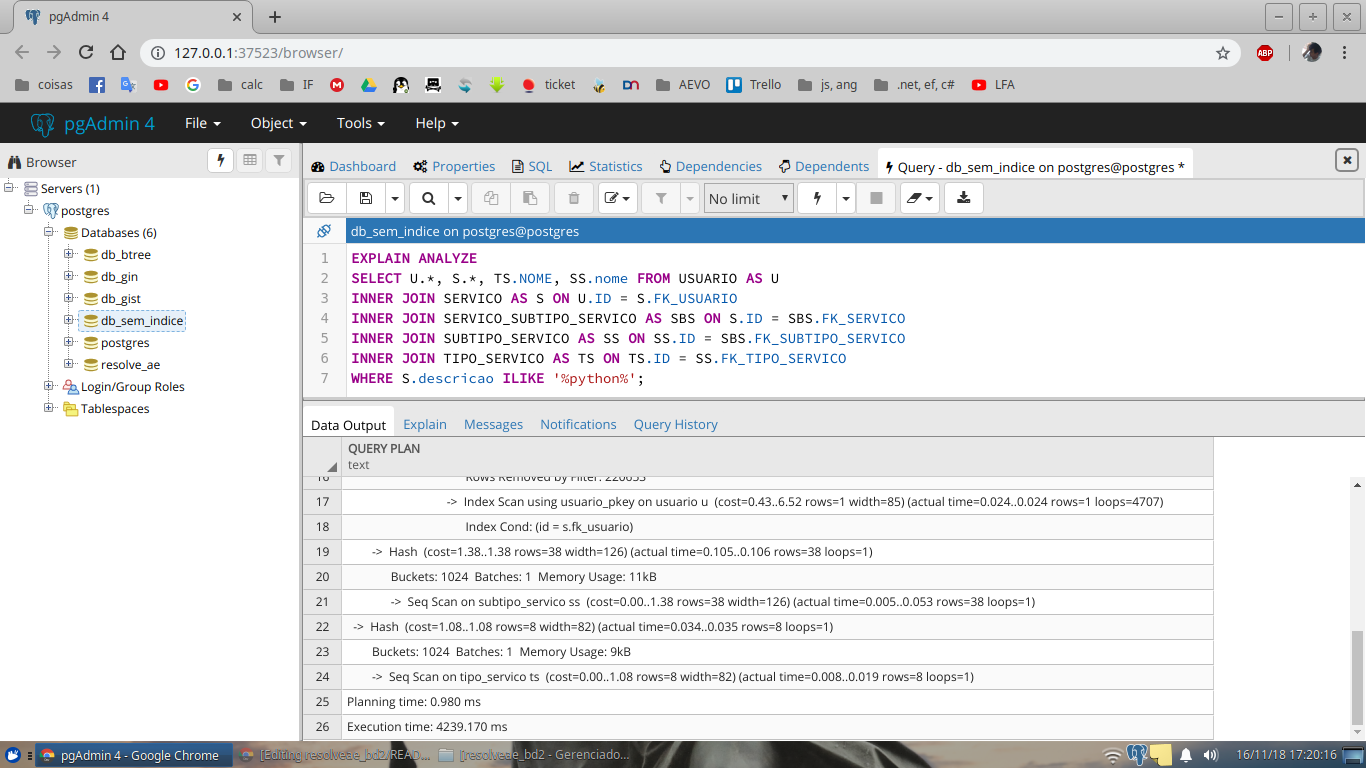 pgAdmin 4
127.0.0.1:37523/browser/
ABP
coisas
calc
IF
ticket
AEVO
Trello
js, ang
.net, ef, c#
LFA
pgAdmin 4
File
Object
Tools
Help
Browser
Dashboard
Properties
SQL
Statistics
Dependencies
Dependents
Query - db_sem_indice on postgres@postgres *
Servers (1)
postgres
Databases (6)
db_btree
db_gin
db_gist
db_sem_indice
postgres
resolve_ae
Login/Group Roles
Tablespaces
No limit
db_sem_indice on postgres@postgres
1 EXPLAIN ANALYZE
2 SELECT U.*, S.*, TS.NOME, SS.nome FROM USUARIO AS U
3 INNER JOIN SERVICO AS S ON U.ID = S.FK_USUARIO
4 INNER JOIN SERVICO_SUBTIPO_SERVICO AS SBS ON S.ID = SBS.FK_SERVICO
5 INNER JOIN SUBTIPO_SERVICO AS SS ON SS.ID = SBS.FK_SUBTIPO_SERVICO
6 INNER JOIN TIPO_SERVICO AS TS ON TS.ID = SS.FK_TIPO_SERVICO
7 WHERE S.descricao ILIKE '%python%';
Data Output
Explain
Messages
Notifications
Query History
QUERY PLAN
text
16 Rows Removed by Filter: 220653
17 -> Index Scan using usuario_pkey on usuario u (cost=0.43..6.52 rows=1 width=85) (actual time=0.024..0.024 rows=1 loops=4707)
18 Index Cond: (id = s.fk_usuario)
19 -> Hash (cost=1.38..1.38 rows=38 width=126) (actual time=0.105..0.106 rows=38 loops=1)
20 Buckets: 1024 Batches: 1 Memory Usage: 11kB
21 -> Seq Scan on subtipo_servico ss (cost=0.00..1.38 rows=38 width=126) (actual time=0.005..0.053 rows=38 loops=1)
22 -> Hash (cost=1.08..1.08 rows=8 width=82) (actual time=0.034..0.035 rows=8 loops=1)
23 Buckets: 1024 Batches: 1 Memory Usage: 9kB
24 -> Seq Scan on tipo_servico ts (cost=0.00..1.08 rows=8 width=82) (actual time=0.008..0.019 rows=8 loops=1)
25 Planning time: 0.980 ms
26 Execution time: 4239.170 ms
pgAdmin 4 - Google Chrome
[Editing resolveae_bd2/READ...
[resolveae_bd2 - Gerenciado...
16/11/18 17:20:16